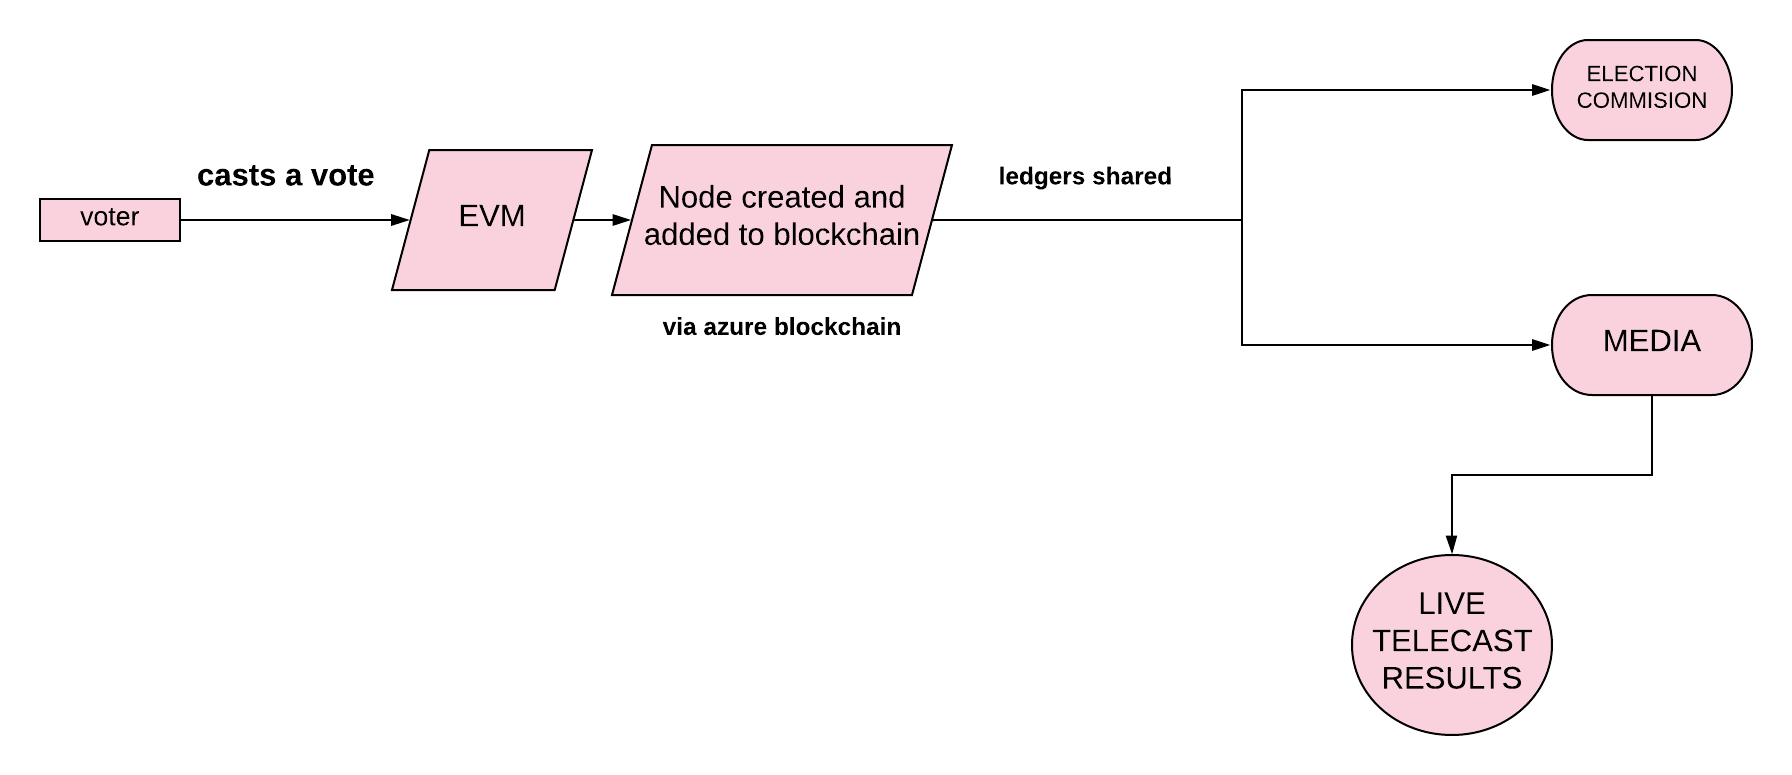 voter
casts a vote
EVM
Node created and
added to blockchain
via azure blockchain
ledgers shared
ELECTION
COMMISION
MEDIA
LIVE
TELECAST
RESULTS